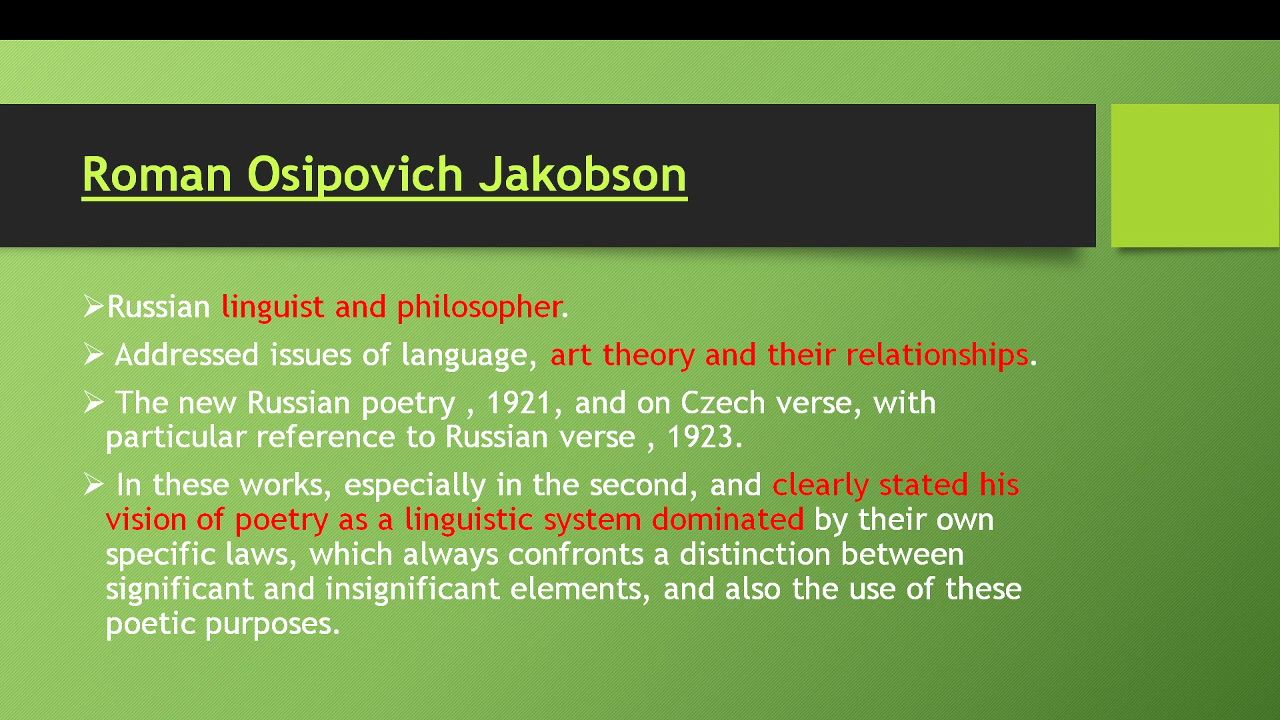 Roman Osipovich Jakobson
➢Russian linguist and philosopher.
➢ Addressed issues of language, art theory and their relationships.
➢ The new Russian poetry , 1921, and on Czech verse, with
particular reference to Russian verse , 1923.
➢ In these works, especially in the second, and clearly stated his
vision of poetry as a linguistic system dominated by their own
specific laws, which always confronts a distinction between
significant and insignificant elements, and also the use of these
poetic purposes.